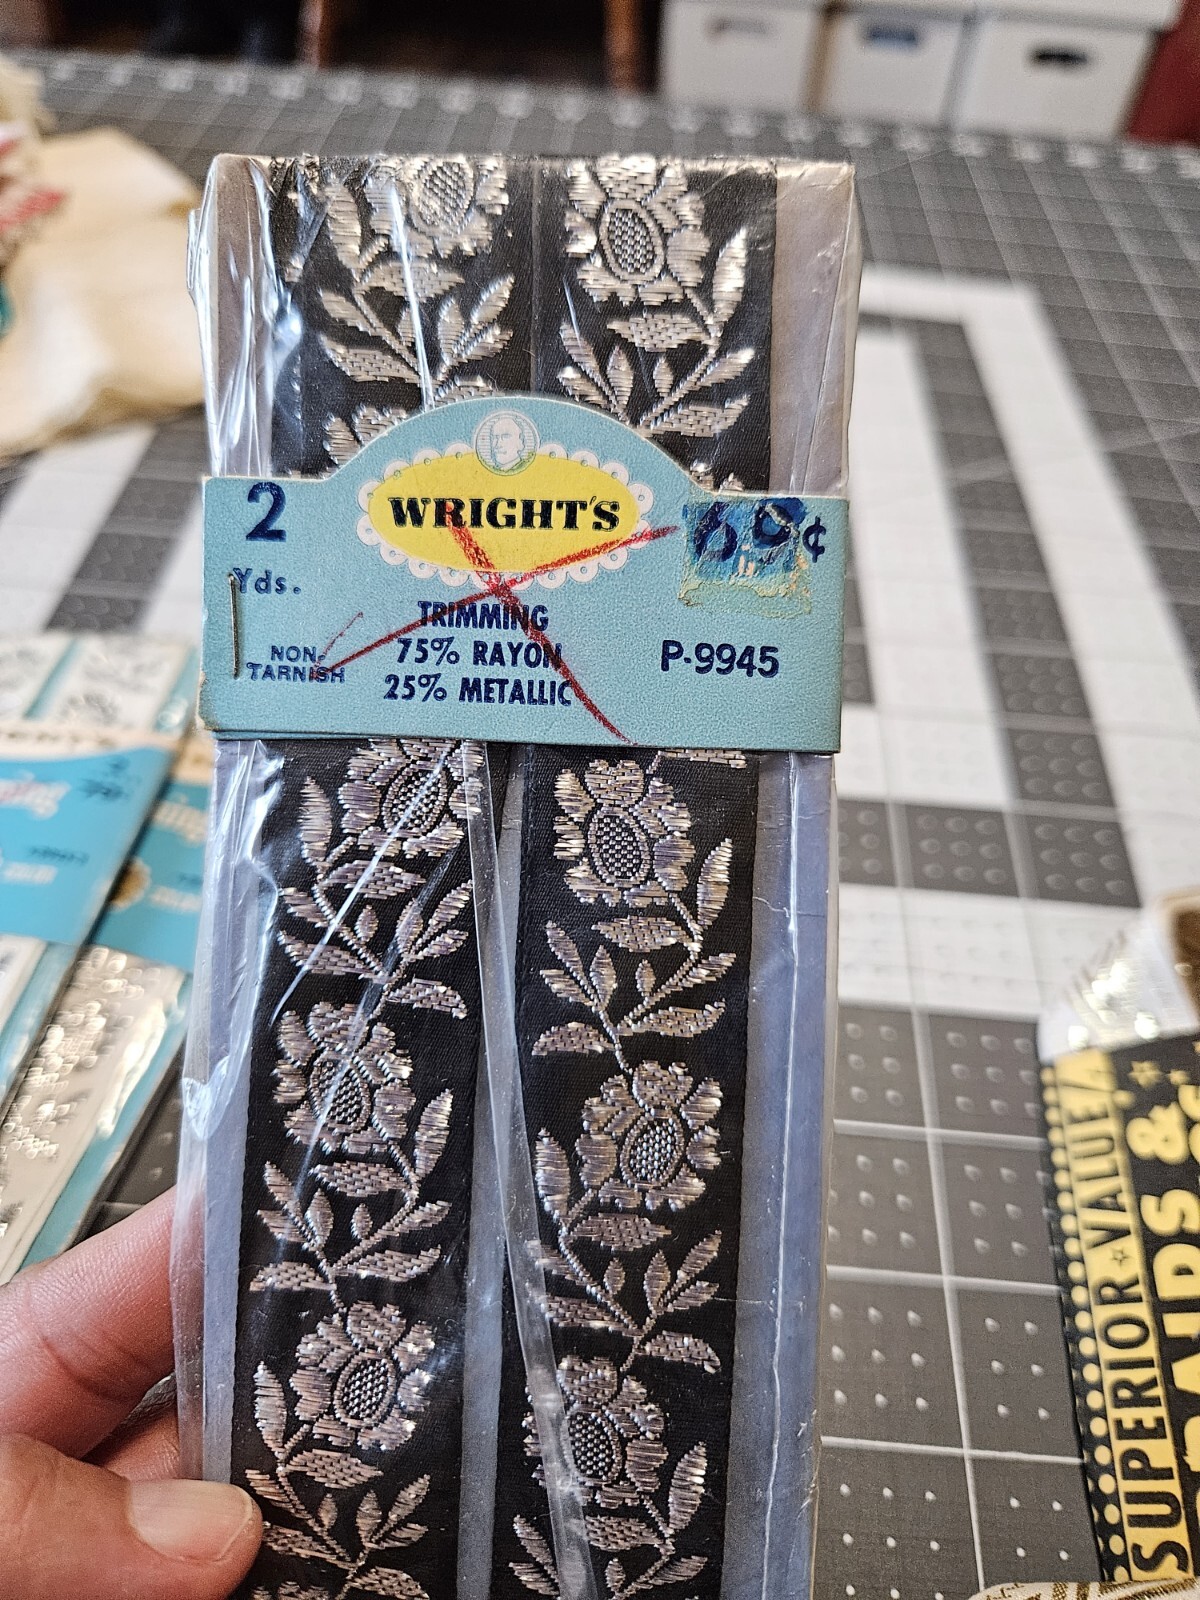 WRIGHT'S
2
Yds.
69¢
NON-
TARNISH
TRIMMING
75% RAYON
25% METALLIC
P-9945
SUPERIOR VALUE